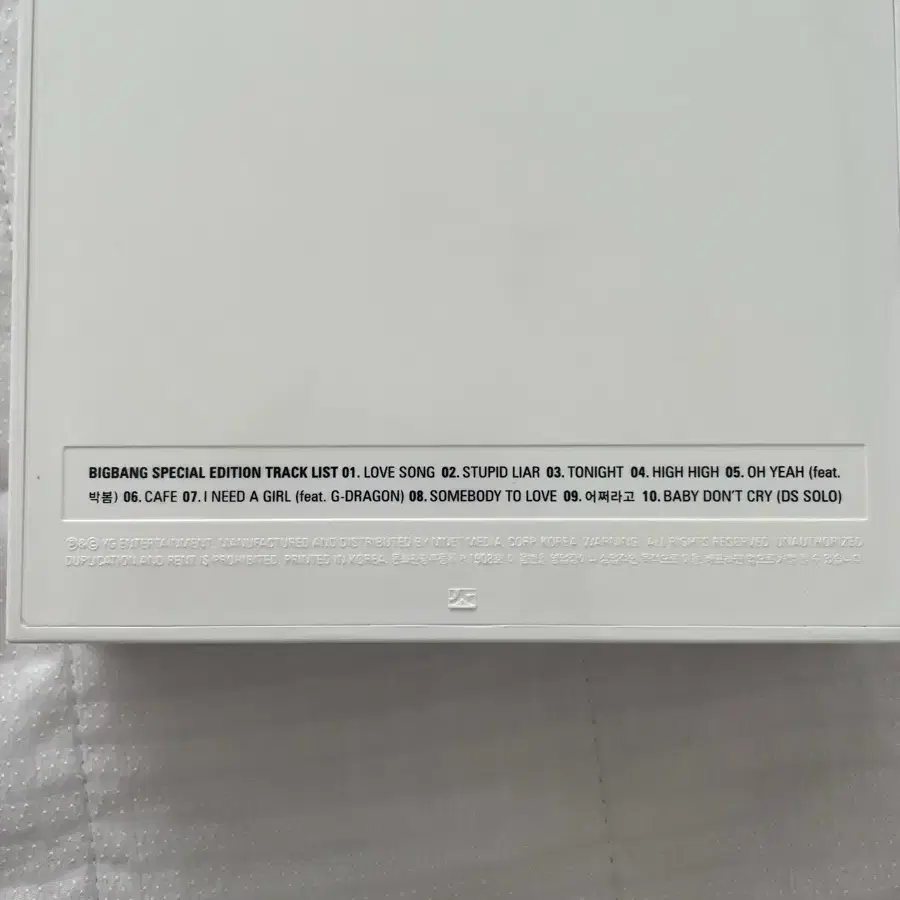 BIGBANG SPECIAL EDITION TRACK LIST 01. LOVE SONG 02. STUPID LIAR 03. TONIGHT 04. HIGH HIGH 05. OH YEAH (feat.
박봄) 06. CAFE 07. I NEED A GIRL (feat. G-DRAGON) 08. SOMEBODY TO LOVE 09. 어쩌라고 10. BABY DON'T CRY (DS SOLO)
℗&© YG ENTERTAINMENT. MANUFACTURED AND DISTRIBUTED BY MNET MEDIA. CORP KOREA. WARNING. ALL RIGHTS RESERVED. UNAUTHORIZED
DUPLICATION AND RENT IS PROHIBITED. PRINTED IN KOREA.